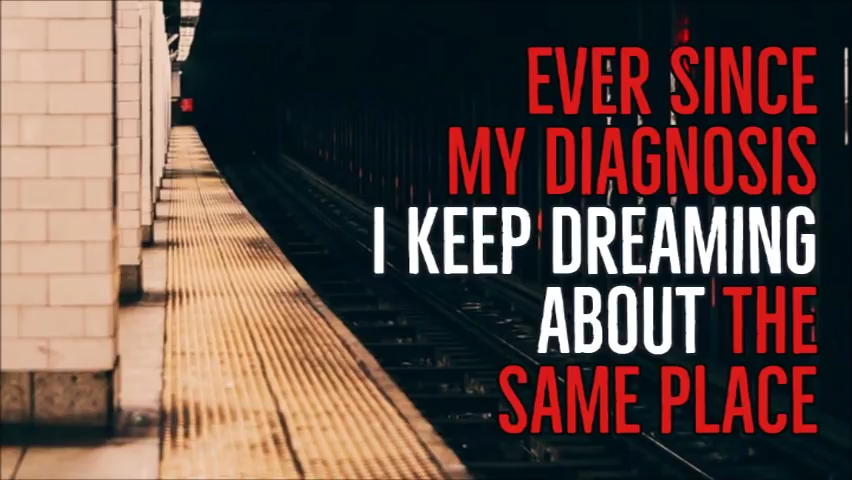 EVER SINCE
MY DIAGNOSIS
I KEEP DREAMING
ABOUT THE
SAME PLACE